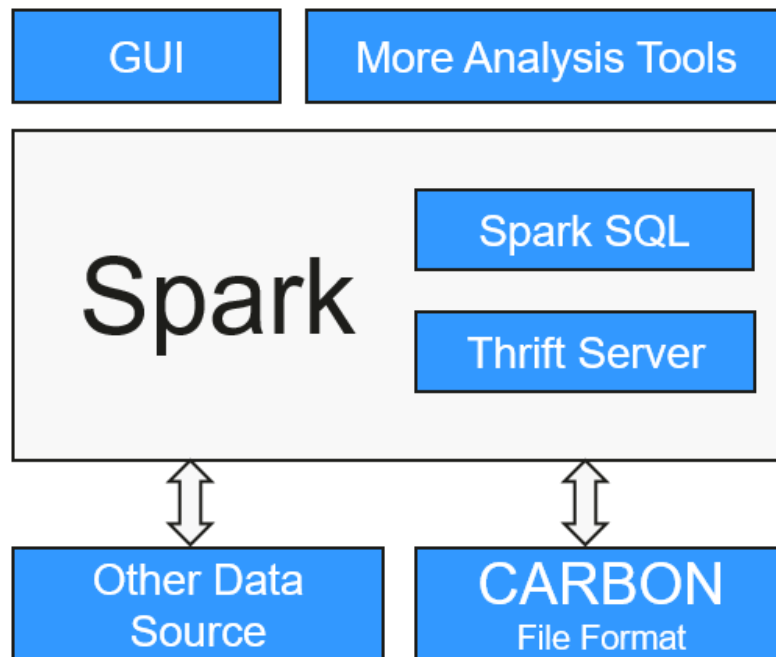 GUI
More Analysis Tools
Spark
Spark SQL
Thrift Server
Other Data
Source
CARBON
File Format